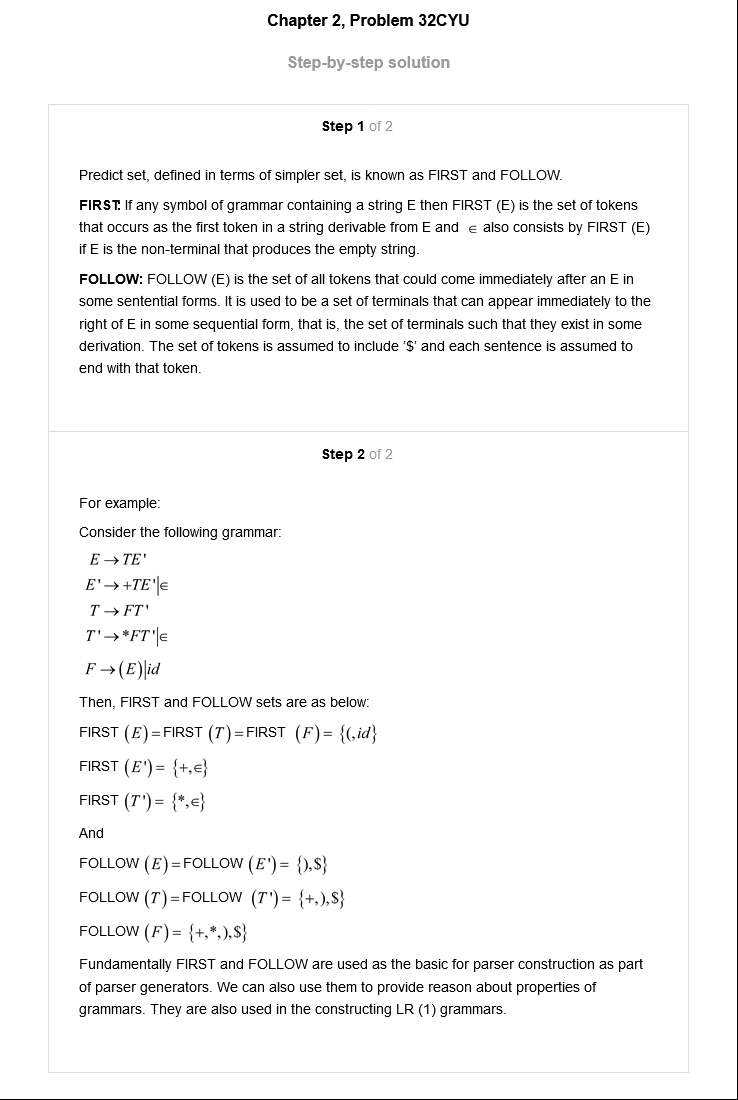 Chapter 2, Problem 32CYU
Step-by-step solution
Step 1 of 2
Predict set, defined in terms of simpler set, is known as FIRST and FOLLOW.
FIRST: If any symbol of grammar containing a string E then FIRST (E) is the set of tokens
that occurs as the first token in a string derivable from E and ∈ also consists by FIRST (E)
if E is the non-terminal that produces the empty string.
FOLLOW: FOLLOW (E) is the set of all tokens that could come immediately after an E in
some sentential forms. It is used to be a set of terminals that can appear immediately to the
right of E in some sequential form, that is, the set of terminals such that they exist in some
derivation. The set of tokens is assumed to include '$' and each sentence is assumed to
end with that token.
Step 2 of 2
For example:
Consider the following grammar:
E → TE'
E' → +TE'|∈
T → FT'
T' → *FT'|∈
F → (E)|id
Then, FIRST and FOLLOW sets are as below:
FIRST (E) = FIRST (T) = FIRST (F) = {(,id}
FIRST (E') = {+,∈}
FIRST (T') = {*,∈}
And
FOLLOW (E) = FOLLOW (E') = {),$}
FOLLOW (T) = FOLLOW (T') = {+,),$}
FOLLOW (F) = {+,*,),$}
Fundamentally FIRST and FOLLOW are used as the basic for parser construction as part
of parser generators. We can also use them to provide reason about properties of
grammars. They are also used in the constructing LR (1) grammars.